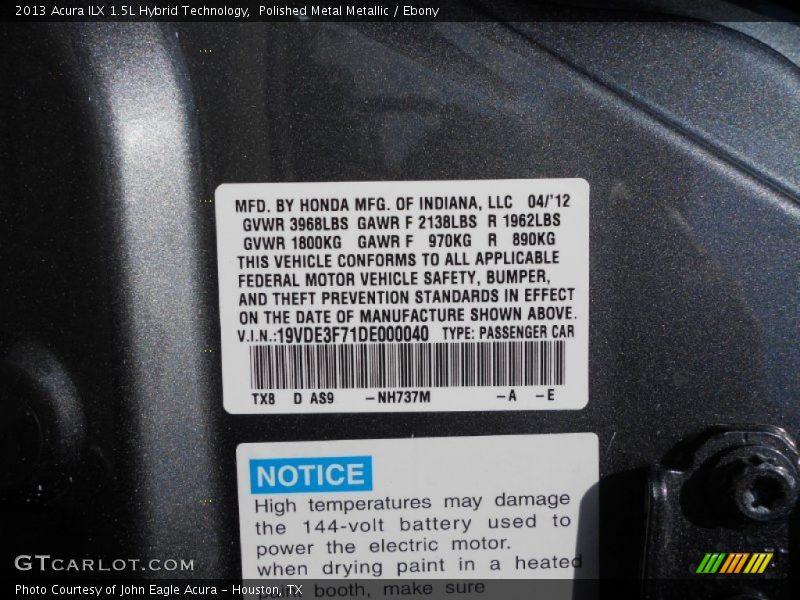 2013 Acura ILX 1.5L Hybrid Technology, Polished Metal Metallic / Ebony
MFD. BY HONDA MFG. OF INDIANA, LLC 04/'12
GVWR 3968LBS GAWR F 2138LBS R 1962LBS
GVWR 1800KG GAWR F 970KG R 890KG
THIS VEHICLE CONFORMS TO ALL APPLICABLE
FEDERAL MOTOR VEHICLE SAFETY, BUMPER,
AND THEFT PREVENTION STANDARDS IN EFFECT
ON THE DATE OF MANUFACTURE SHOWN ABOVE.
V.I.N.:19VDE3F71DE000040 TYPE: PASSENGER CAR
TX8 D AS9 -NH737M -A -E
NOTICE
High temperatures may damage
the 144-volt battery used to
power the electric motor.
when drying paint in a heated
paint booth, make sure
GTCARLOT.COM
Photo Courtesy of John Eagle Acura - Houston, TX